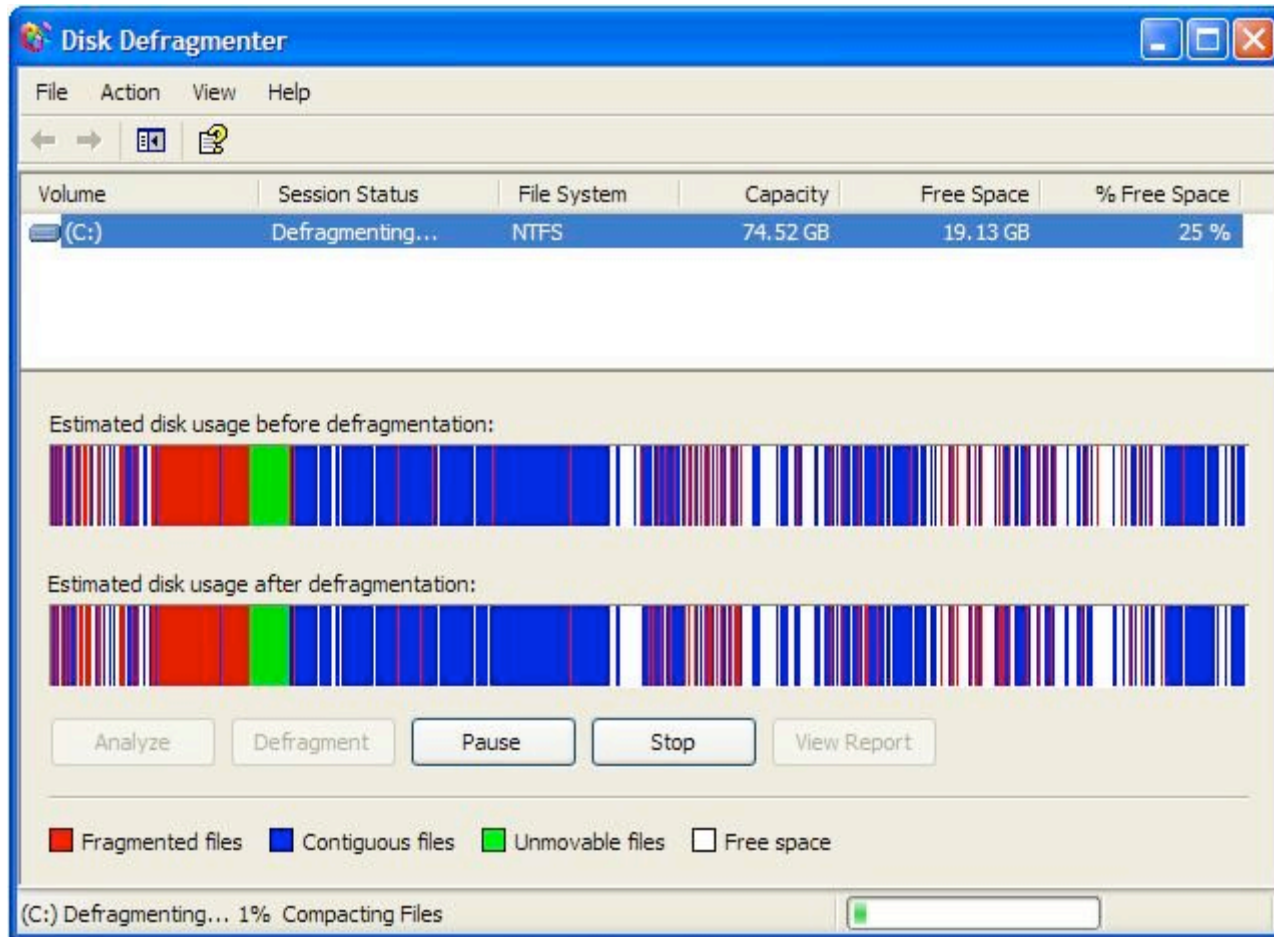 Disk Defragmenter
File Action View Help
Volume Session Status File System Capacity Free Space % Free Space
(C:) Defragmenting... NTFS 74.52 GB 19.13 GB 25 %
Estimated disk usage before defragmentation:
Estimated disk usage after defragmentation:
Analyze Defragment Pause Stop View Report
Fragmented files Contiguous files Unmovable files Free space
(C:) Defragmenting... 1% Compacting Files